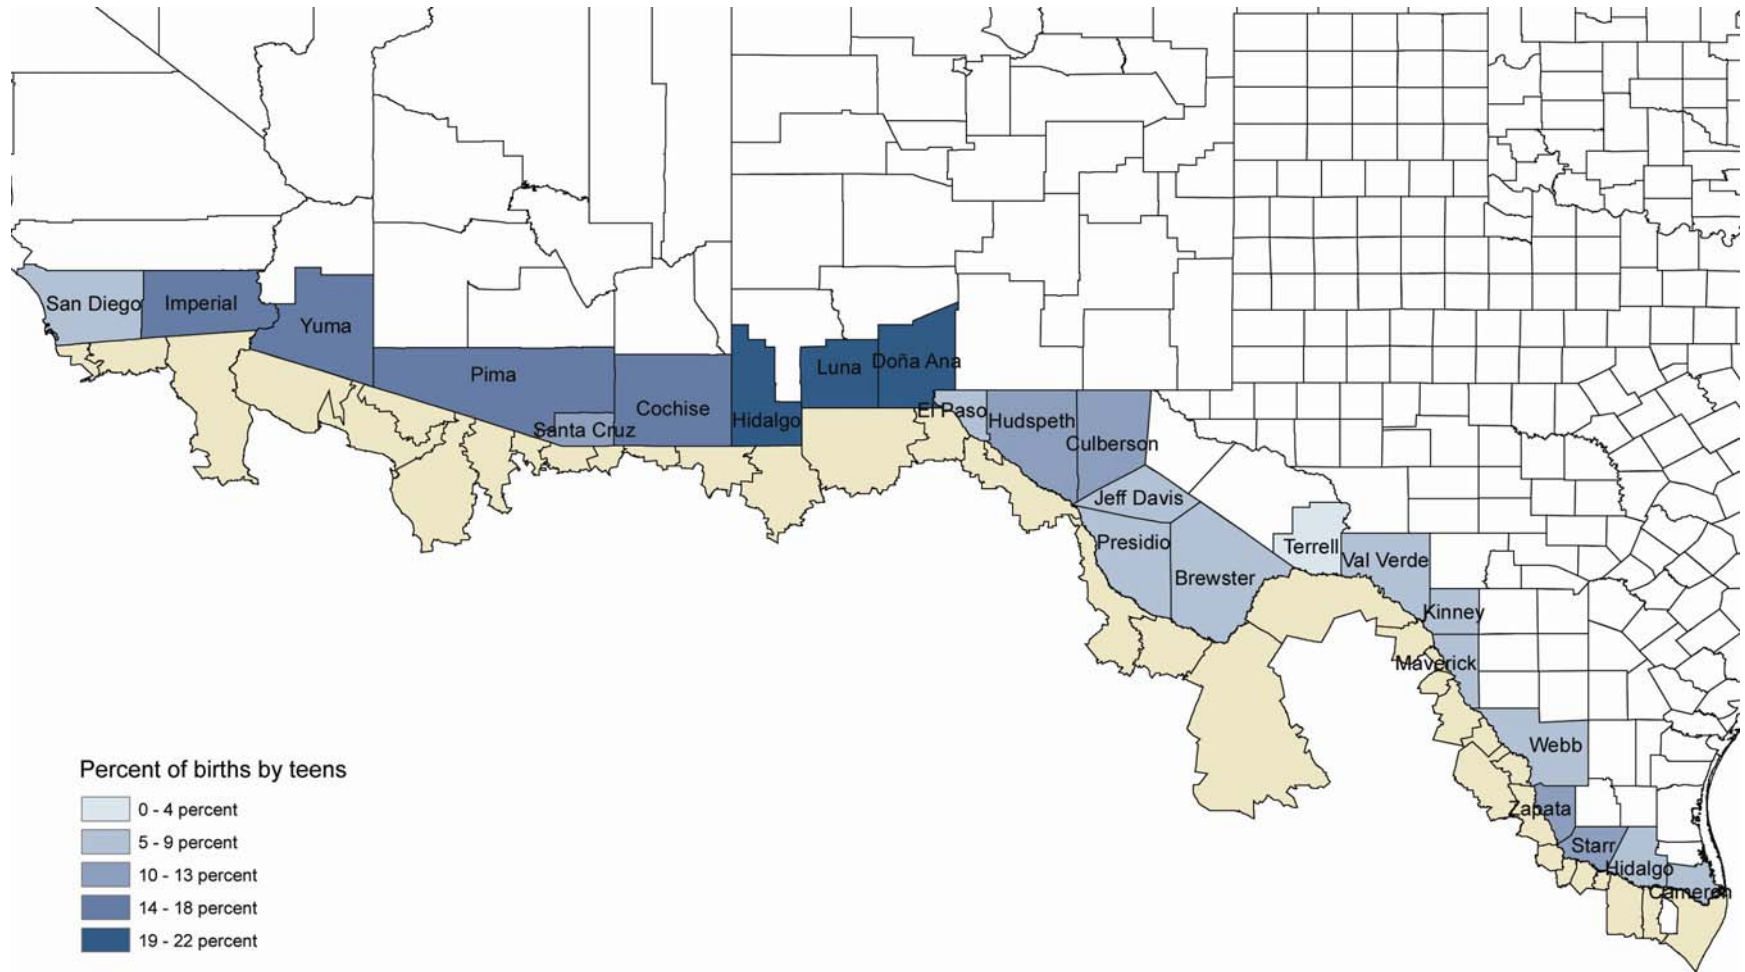 San Diego
Imperial
Yuma
Pima
Santa Cruz
Cochise
Hidalgo
Luna
Doña Ana
El Paso
Hudspeth
Culberson
Jeff Davis
Presidio
Brewster
Terrell
Val Verde
Kinney
Maverick
Webb
Zapata
Starr
Hidalgo
Cameron
Percent of births by teens
0 - 4 percent
5 - 9 percent
10 - 13 percent
14 - 18 percent
19 - 22 percent